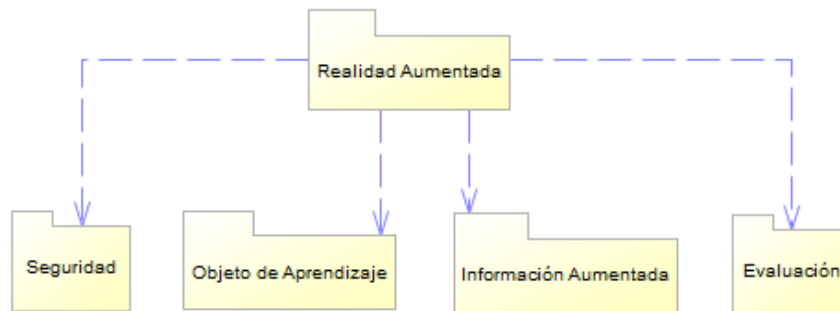 Realidad Aumentada
Seguridad
Objeto de Aprendizaje
Información Aumentada
Evaluación